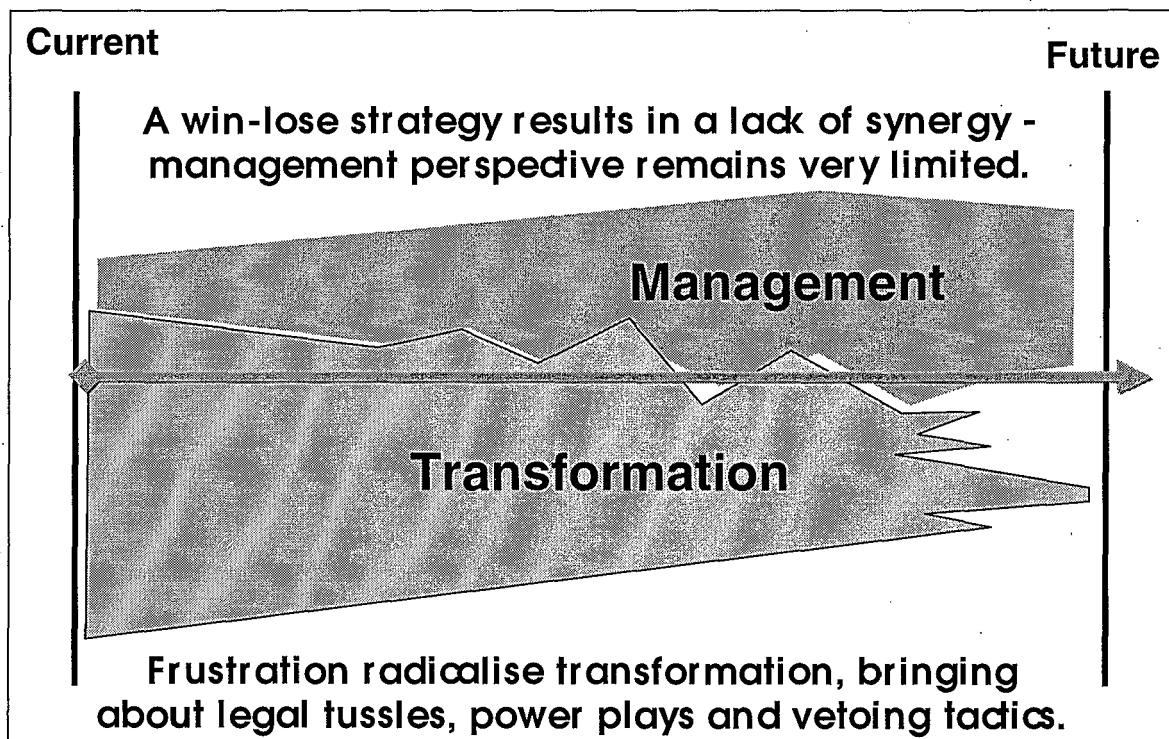 Current
Future
A win-lose strategy results in a lack of synergy -
management perspective remains very limited.
Management
Transformation
Frustration radicalise transformation, bringing
about legal tussles, power plays and vetoing tactics.